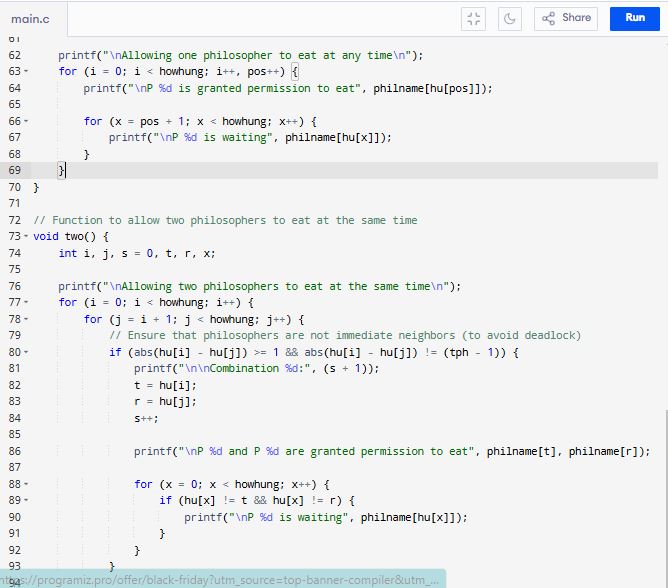 main.c
Share
Run
61
62 printf("\nAllowing one philosopher to eat at any time\n");
63 for (i = 0; i < howhung; i++, pos++) {
64 printf("\nP %d is granted permission to eat", philname[hu[pos]]);
65
66 for (x = pos + 1; x < howhung; x++) {
67 printf("\nP %d is waiting", philname[hu[x]]);
68 }
69 }
70 }
71
72 // Function to allow two philosophers to eat at the same time
73 void two() {
74 int i, j, s = 0, t, r, x;
75
76 printf("\nAllowing two philosophers to eat at the same time\n");
77 for (i = 0; i < howhung; i++) {
78 for (j = i + 1; j < howhung; j++) {
79 // Ensure that philosophers are not immediate neighbors (to avoid deadlock)
80 if (abs(hu[i] - hu[j]) >= 1 && abs(hu[i] - hu[j]) != (tph - 1)) {
81 printf("\n\nCombination %d:", (s + 1));
82 t = hu[i];
83 r = hu[j];
84 s++;
85
86 printf("\nP %d and P %d are granted permission to eat", philname[t], philname[r]);
87
88 for (x = 0; x < howhung; x++) {
89 if (hu[x] != t && hu[x] != r) {
90 printf("\nP %d is waiting", philname[hu[x]]);
91 }
92 }
93 }
94
https://programiz.pro/offer/black-friday?utm_source=top-banner-compiler&utm_...